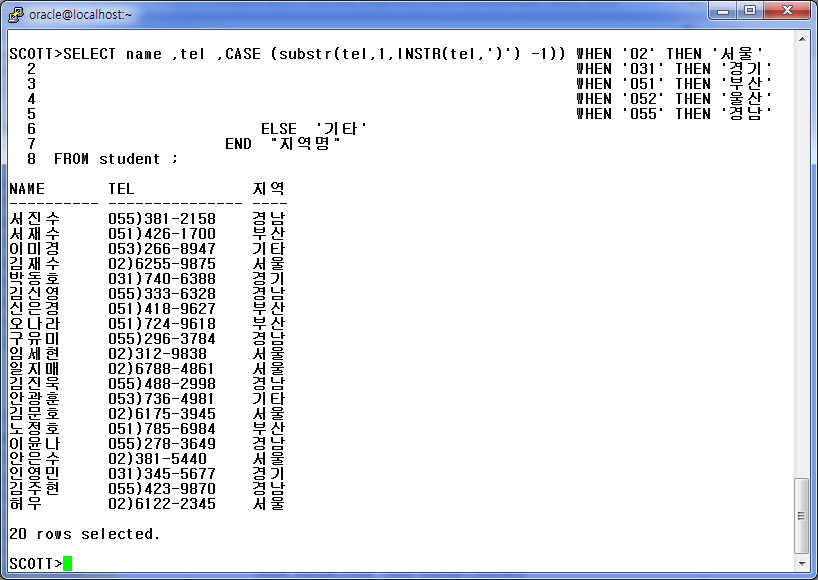 oracle@localhost:~
SCOTT>SELECT name ,tel ,CASE (substr(tel,1,INSTR(tel,')') -1)) WHEN '02' THEN '서울'
2 WHEN '031' THEN '경기'
3 WHEN '051' THEN '부산'
4 WHEN '052' THEN '울산'
5 WHEN '055' THEN '경남'
6 ELSE '기타'
7 END "지역명"
8 FROM student ;
NAME TEL 지역
---------- --------------- ----
서진수 055)381-2158 경남
서재수 051)426-1700 부산
이미경 053)266-8947 기타
김재수 02)6255-9875 서울
박동호 031)740-6388 경기
김신영 055)333-6328 경남
신은경 051)418-9627 부산
오나라 051)724-9618 부산
구유미 055)296-3784 경남
임세현 02)312-9838 서울
일지매 02)6788-4861 서울
김진욱 055)488-2998 경남
안광훈 053)736-4981 기타
김문호 02)6175-3945 서울
노정호 051)785-6984 부산
이윤나 055)278-3649 경남
안은수 02)381-5440 서울
인영민 031)345-5677 경기
김주현 055)423-9870 경남
허우 02)6122-2345 서울
20 rows selected.
SCOTT>